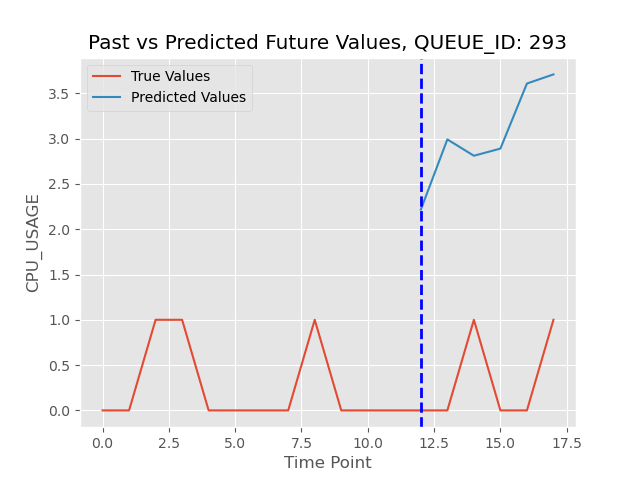 Past vs Predicted Future Values, QUEUE_ID: 293
True Values
Predicted Values
CPU_USAGE
3.5
3.0
2.5
2.0
1.5
1.0
0.5
0.0
0.0 2.5 5.0 7.5 10.0 12.5 15.0 17.5
Time Point